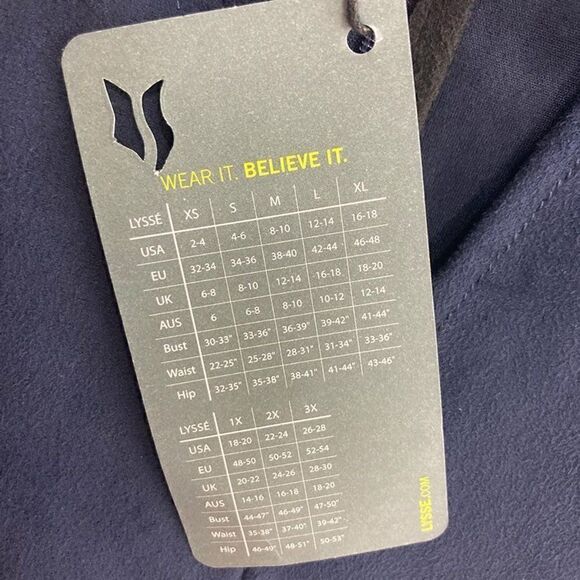 WEAR IT. BELIEVE IT.
LYSSÉ XS S M L XL
USA 2-4 4-6 8-10 12-14 16-18
EU 32-34 34-36 38-40 42-44 46-48
UK 6-8 8-10 12-14 16-18 18-20
AUS 6 6-8 8-10 10-12 12-14
Bust 30-33" 33-36" 36-39" 39-42" 41-44"
Waist 22-25" 25-28" 28-31" 31-34" 33-36"
Hip 32-35" 35-38" 38-41" 41-44" 43-46"
LYSSÉ 1X 2X 3X
USA 18-20 22-24 26-28
EU 48-50 50-52 52-54
UK 20-22 24-26 28-30
AUS 14-16 16-18 18-20
Bust 44-47" 46-49" 47-50"
Waist 35-38" 37-40" 39-42"
Hip 46-49" 48-51" 50-53"
LYSSE.COM